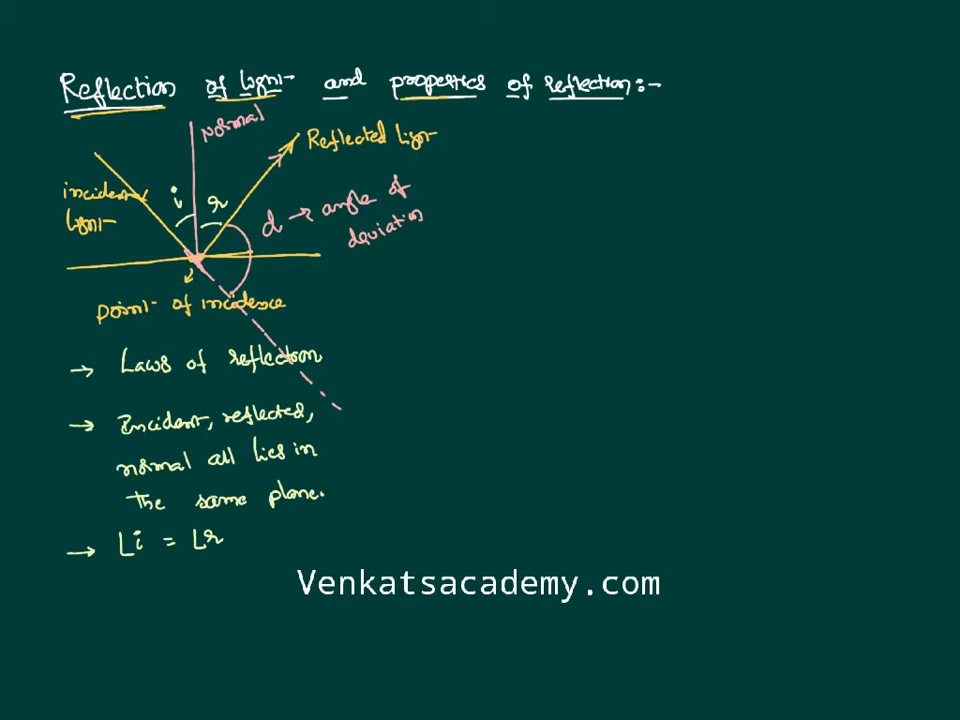 Reflection of light and properties of reflection:-
Normal
Reflected light
incident
light
i
r
d → angle of
deviation
point of incidence
→ Laws of reflection
→ Incident, reflected,
normal all lies in
the same plane.
→ ∠i = ∠r
Venkatsacademy.com